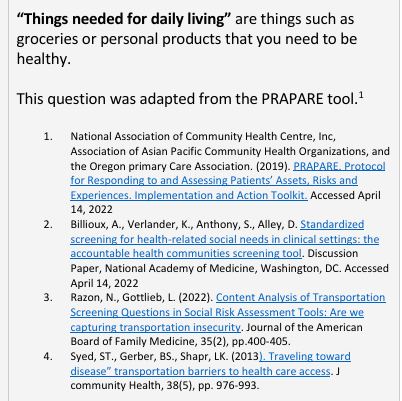 “Things needed for daily living” are things such as
groceries or personal products that you need to be
healthy.
This question was adapted from the PRAPARE tool.1
1. National Association of Community Health Centre, Inc,
Association of Asian Pacific Community Health Organizations, and
the Oregon primary Care Association. (2019). PRAPARE. Protocol
for Responding to and Assessing Patients’ Assets, Risks and
Experiences. Implementation and Action Toolkit. Accessed April
14, 2022
2. Billioux, A., Verlander, K., Anthony, S., Alley, D. Standardized
screening for health-related social needs in clinical settings: the
accountable health communities screening tool. Discussion
Paper, National Academy of Medicine, Washington, DC. Accessed
April 14, 2022
3. Razon, N., Gottlieb, L. (2022). Content Analysis of Transportation
Screening Questions in Social Risk Assessment Tools: Are we
capturing transportation insecurity. Journal of the American
Board of Family Medicine, 35(2), pp.400-405.
4. Syed, ST., Gerber, BS., Shapr, LK. (2013). Traveling toward
disease” transportation barriers to health care access. J
community Health, 38(5), pp. 976-993.